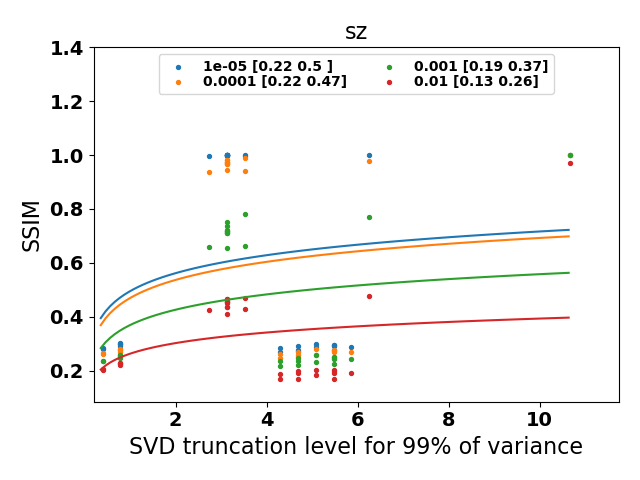 sz
1.4
1e-05 [0.22 0.5 ]
0.001 [0.19 0.37]
0.0001 [0.22 0.47]
0.01 [0.13 0.26]
1.2
1.0
0.8
0.6
0.4
0.2
SSIM
2 4 6 8 10
SVD truncation level for 99% of variance